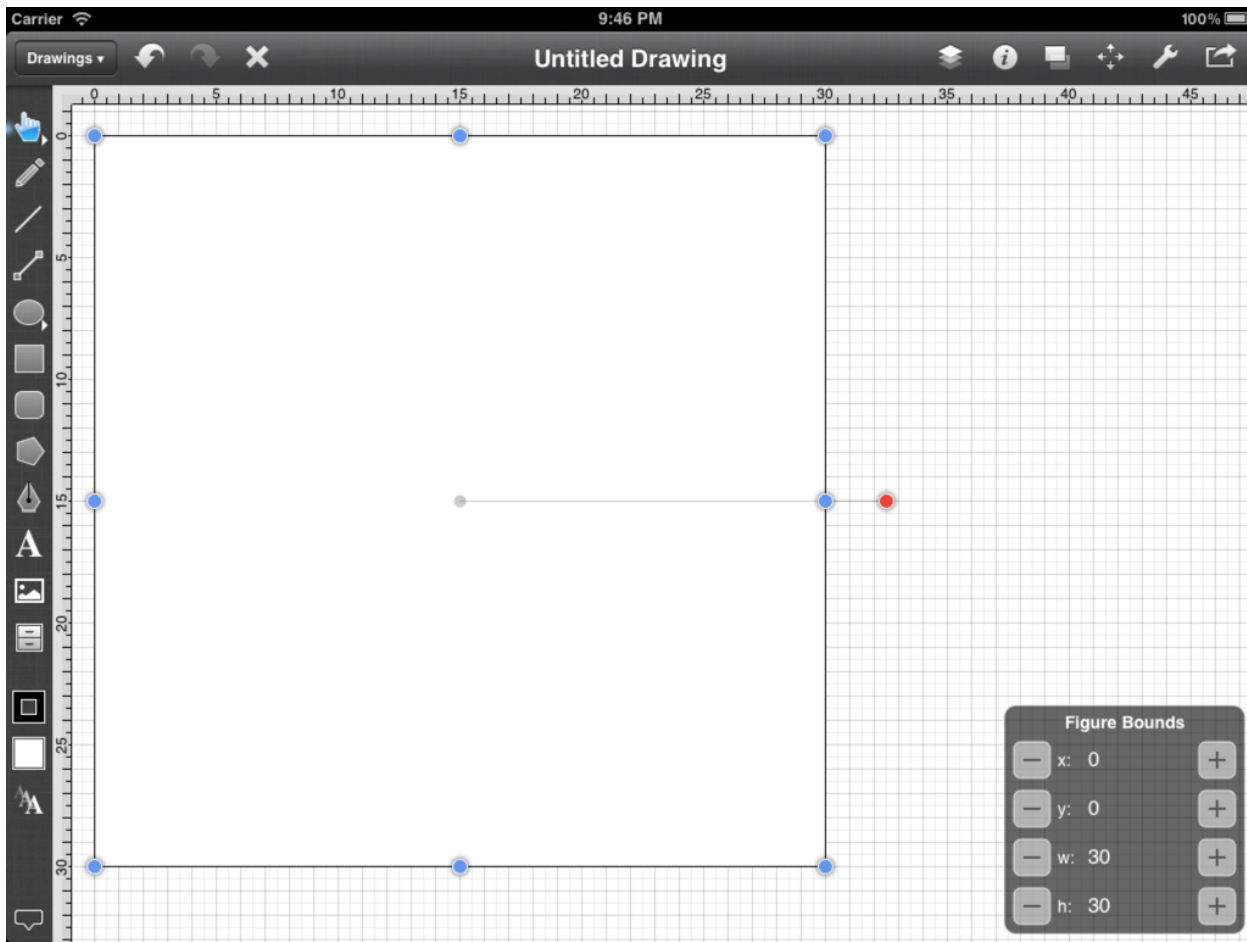 Carrier 9:46 PM 100%
Drawings ▾ Untitled Drawing
0 5 10 15 20 25 30 35 40 45
0
5
10
15
20
25
30
A
AAA
Figure Bounds
x: 0
y: 0
w: 30
h: 30